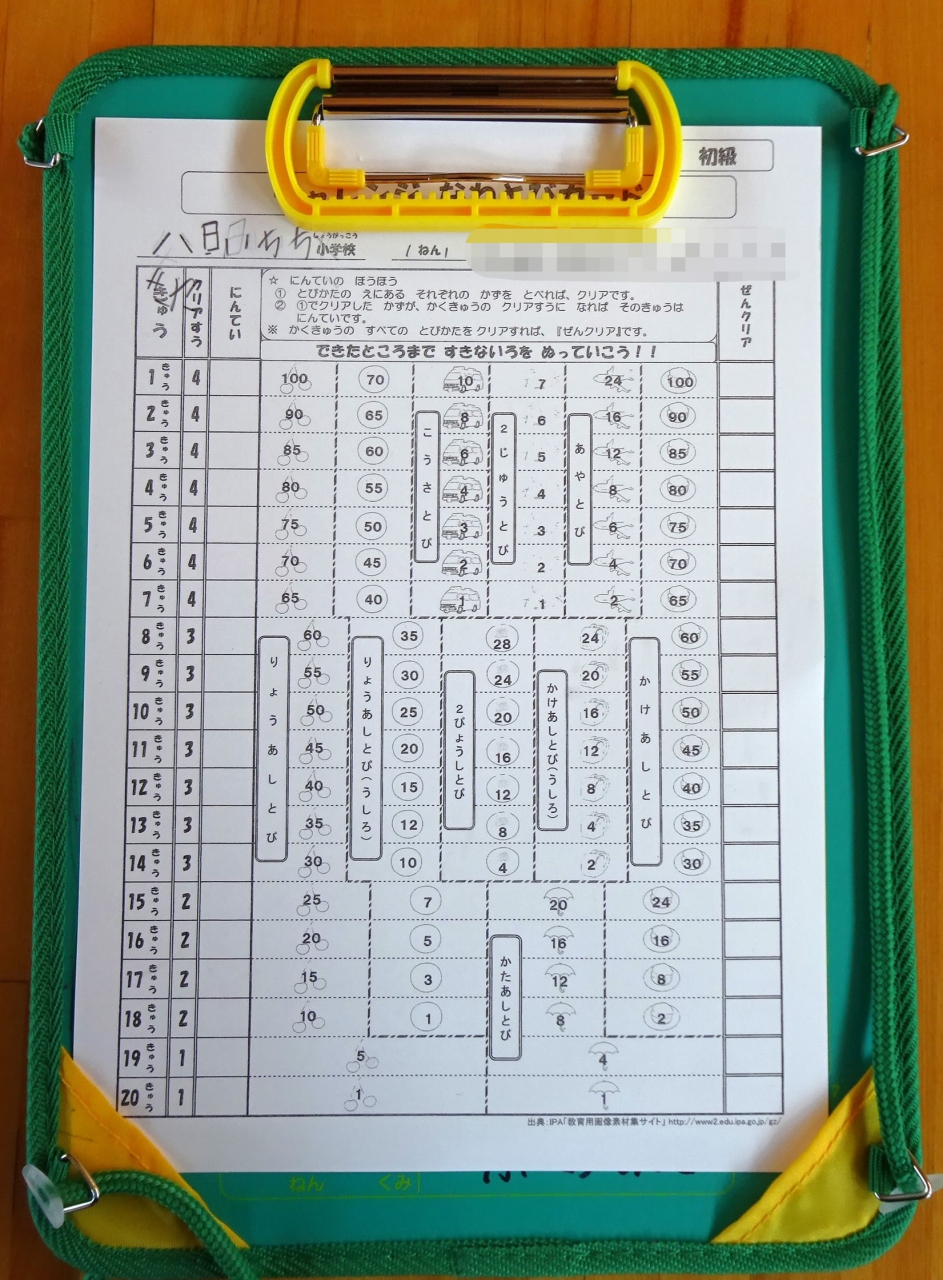 初級
なわとびカード
八日いち小学校 1ねん1
しょうがっこう
きゅう クリアすう にんてい ぜんクリア
☆ にんていの ほうほう
① とびかたの えにある それぞれの かずを とべれば、クリアです。
② ①でクリアした かずが、かくきゅうの クリアすうに なれば そのきゅうは
にんていです。
※ かくきゅうの すべての とびかたを クリアすれば、『ぜんクリア』です。
できたところまで すきないろを ぬっていこう!!
1きゅう 4 100 70 10 7 24 100
2きゅう 4 90 65 8 6 16 90
3きゅう 4 85 60 6 5 12 85
4きゅう 4 80 55 4 4 8 80
5きゅう 4 75 50 3 3 6 75
6きゅう 4 70 45 2 2 4 70
7きゅう 4 65 40 1 1 2 65
こうさとび
2じゅうとび
あやとび
8きゅう 3 60 35 28 24 60
9きゅう 3 55 30 24 20 55
10きゅう 3 50 25 20 16 50
11きゅう 3 45 20 16 12 45
12きゅう 3 40 15 12 8 40
13きゅう 3 35 12 8 4 35
14きゅう 3 30 10 4 2 30
りょうあしとび
りょうあしとび(うしろ)
2びょうしとび
かけあしとび(うしろ)
かけあしとび
15きゅう 2 25 7 20 24
16きゅう 2 20 5 16 16
17きゅう 2 15 3 12 8
18きゅう 2 10 1 8 2
19きゅう 1 5 4
20きゅう 1 1 1
かたあしとび
出典:IPA「教育用画像素材集サイト」 http://www2.edu.ipa.go.jp/gz/
ねん くみ